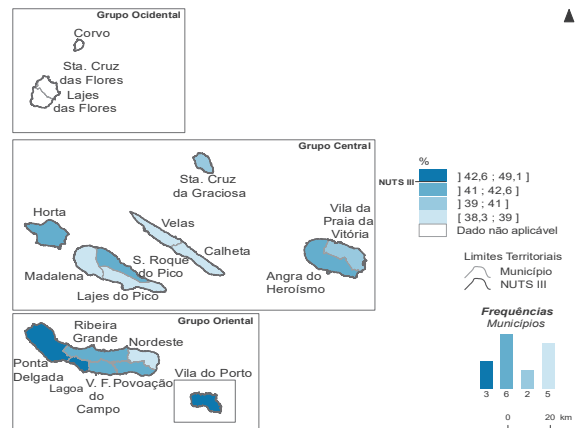 Grupo Ocidental
Corvo
Sta. Cruz
das Flores
Lajes
das Flores
Grupo Central
Sta. Cruz
da Graciosa
Horta
Velas
Vila da
Praia da
Vitória
Calheta
S. Roque
do Pico
Madalena
Lajes do Pico
Angra do
Heroísmo
%
NUTS III
] 42,6 ; 49,1 ]
] 41 ; 42,6 ]
] 39 ; 41 ]
[ 38,3 ; 39 ]
Dado não aplicável
Limites Territoriais
Município
NUTS III
Grupo Oriental
Ribeira
Grande
Nordeste
Ponta
Delgada
Lagoa
V. F.
do
Campo
Povoação
Vila do Porto
Frequências
Municípios
3 6 2 5
0 20 km